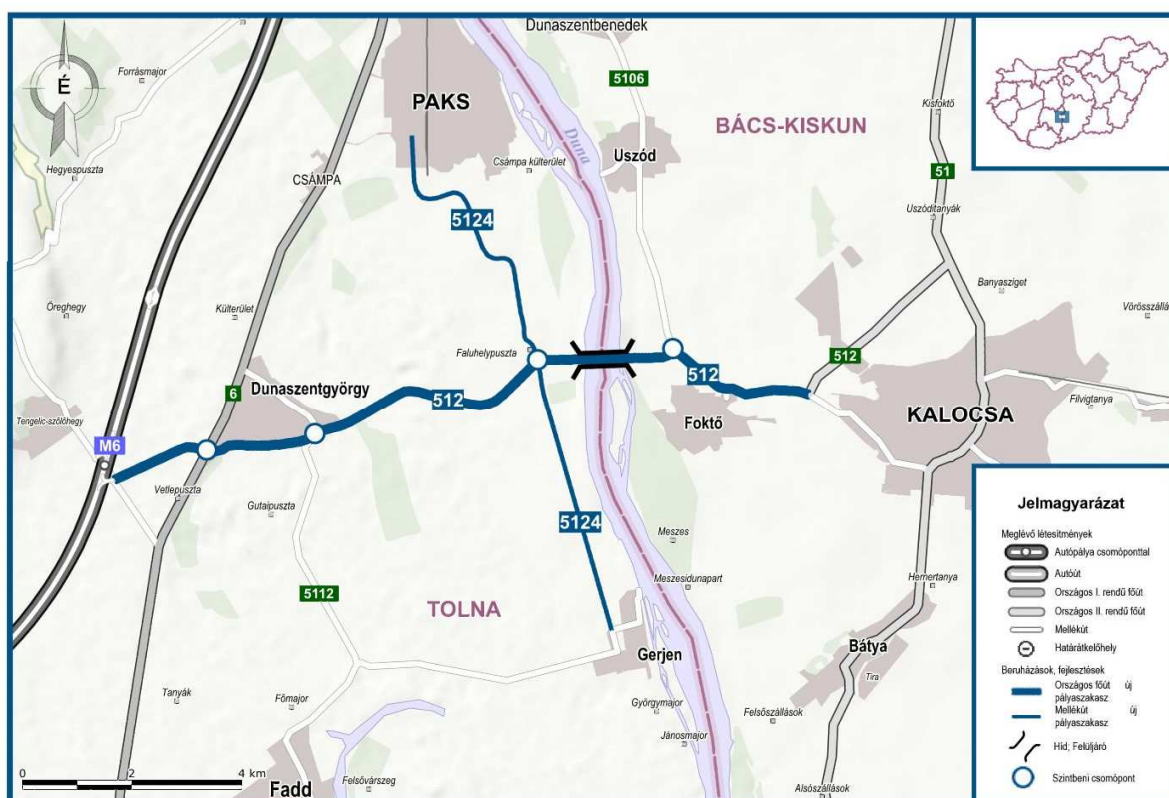 Dunaszentbenedek
5106
Forrásmajor
É
PAKS
BÁCS-KISKUN
Kisfoktő
Duna
Uszód
Csámpa külterület
Hegyespuszta
CSÁMPA
51
Uszóditanyák
5124
Banyasziget
Öreghegy
Külterület
Vörösszállá
Faluhelypuszta
512
Dunaszentgyörgy
6
512
512
Foktő
KALOCSA
Filvigtanya
Tengelic-szőlőhegy
M6
Vetlepuszta
Gutaipuszta
5124
Meszes
Meszesidunapart
Hernertanya
5112
TOLNA
Gerjen
Bátya
Tira
Tanyák
Főmajor
Györgymajor
Felsőszállások
Jánosmajor
0 2 4 km
Fadd
Felsővárszeg
Alsószállások
Jelmagyarázat
Meglévő létesítmények
Autópálya csomóponttal
Autóút
Országos I. rendű főút
Országos II. rendű főút
Mellékút
Határátkelőhely
Beruházások, fejlesztések
Országos főút új
pályaszakasz
Mellékút új
pályaszakasz
Híd; Felüljáró
Szintbeni csomópont